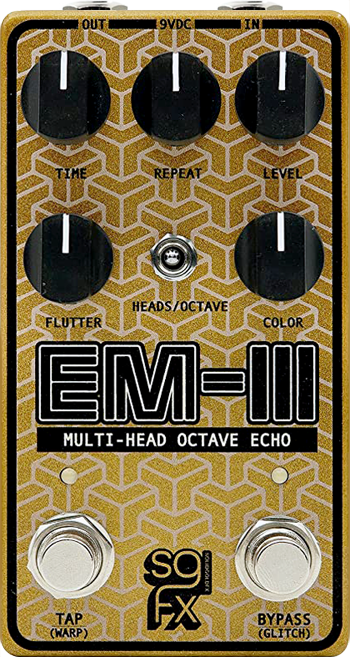 OUT 9VDC IN
TIME REPEAT LEVEL
HEADS/OCTAVE
FLUTTER COLOR
EM-III
MULTI-HEAD OCTAVE ECHO
SG
FX
TAP BYPASS
(WARP) (GLITCH)